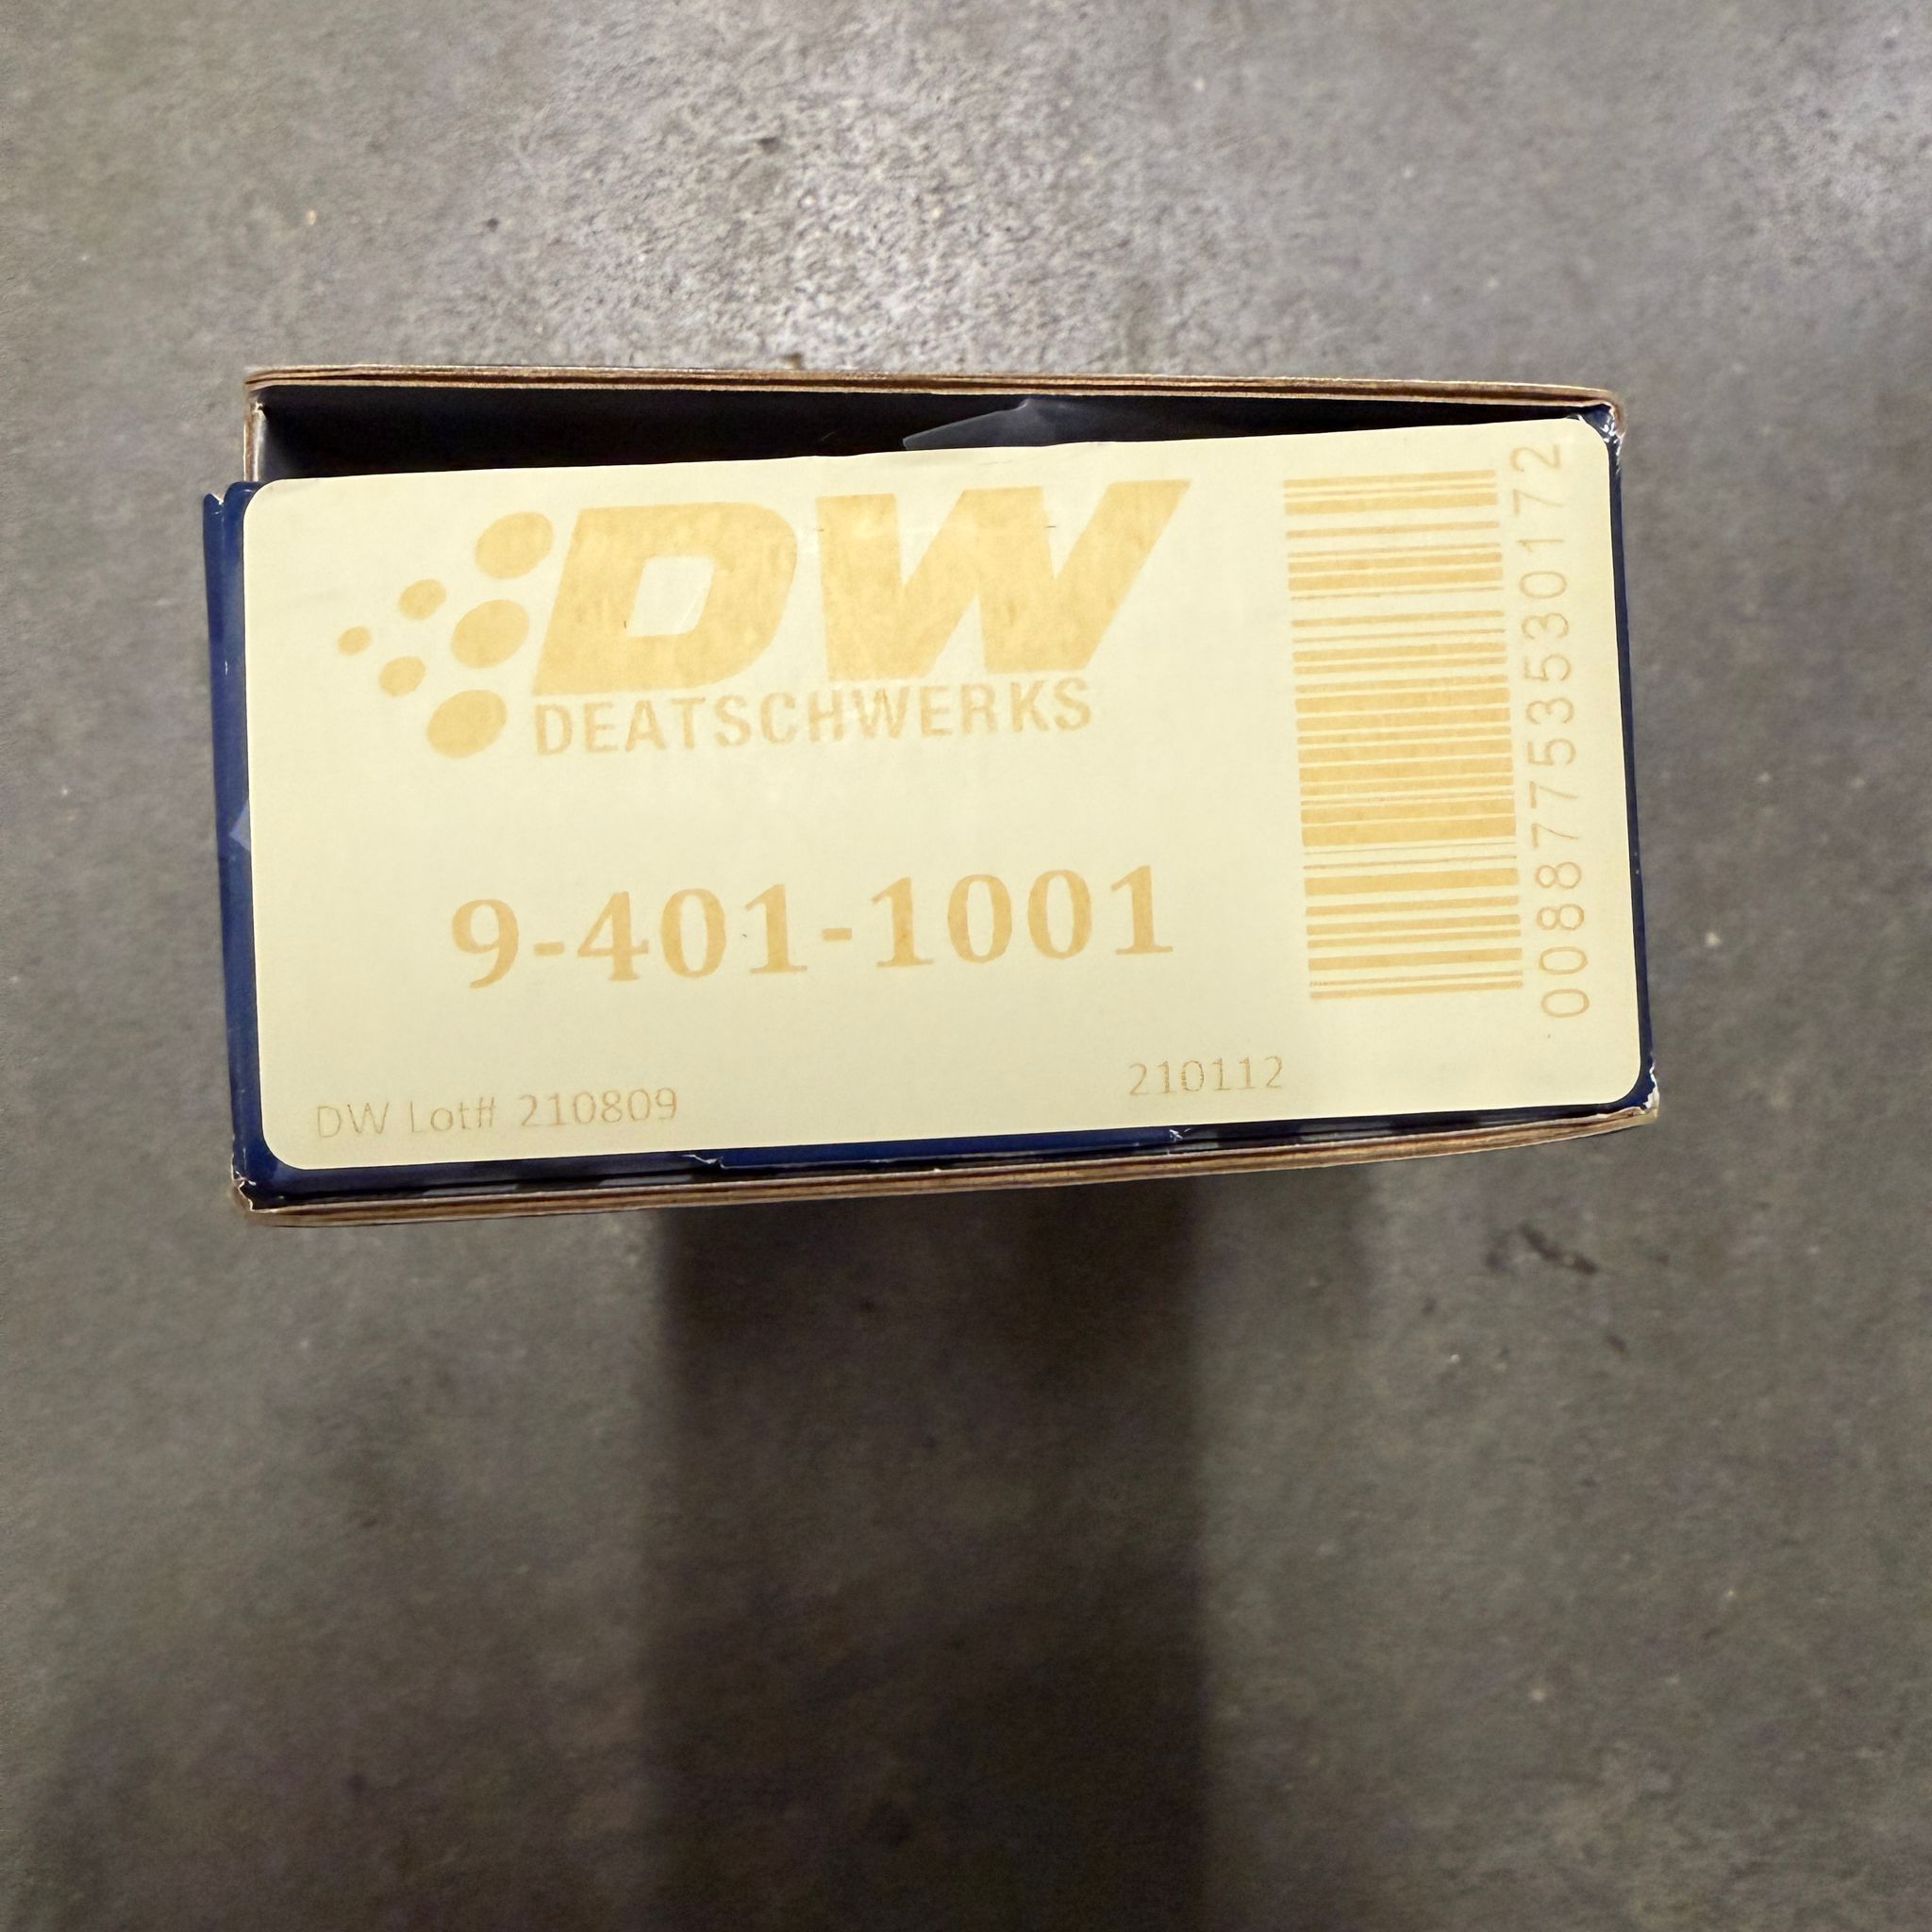 DW
DEATSCHWERKS
9-401-1001
DW Lot# 210809
210112
00887753530172